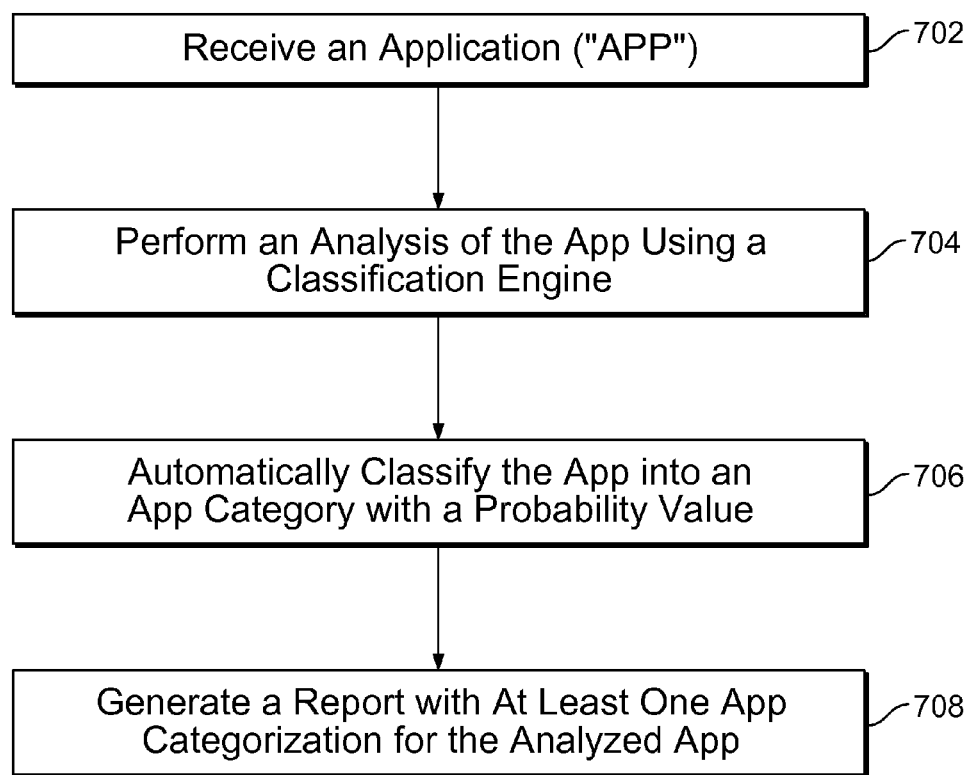 Receive an Application ("APP")
702
Perform an Analysis of the App Using a
Classification Engine
704
Automatically Classify the App into an
App Category with a Probability Value
706
Generate a Report with At Least One App
Categorization for the Analyzed App
708